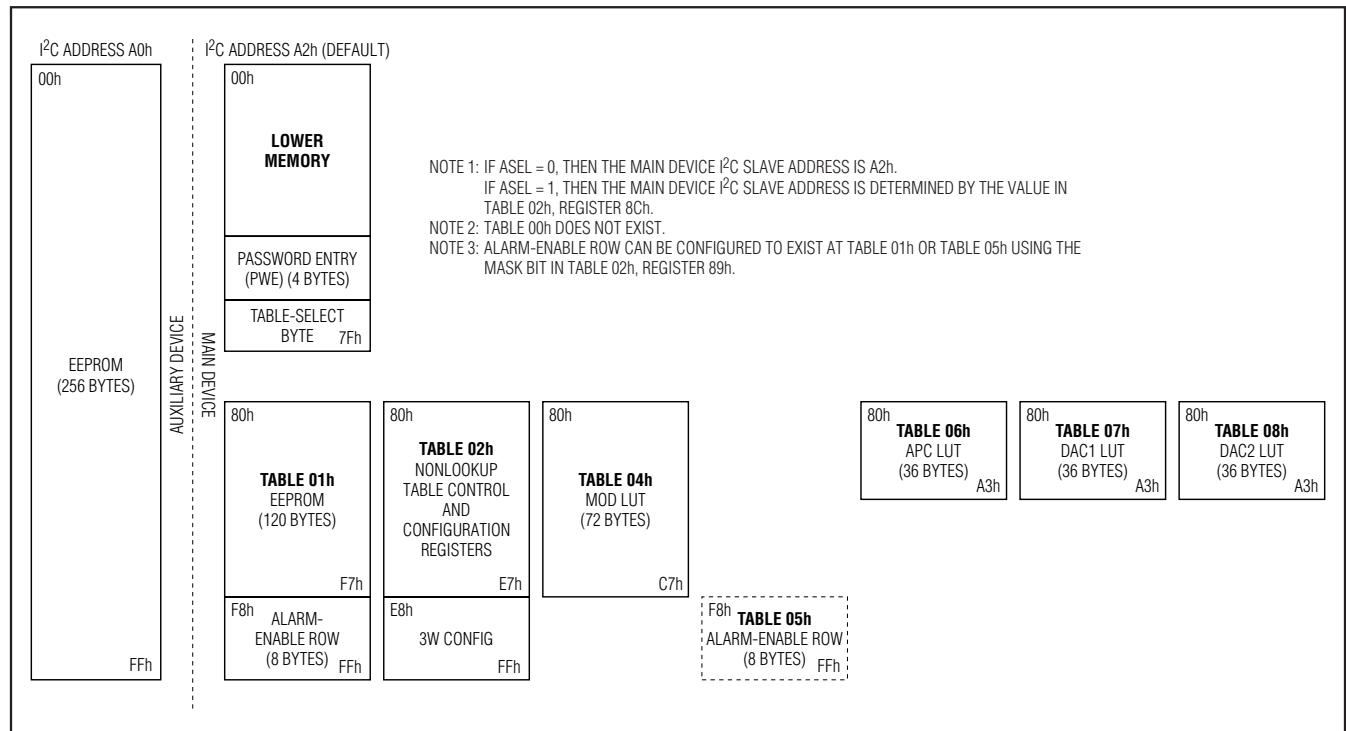 I2C ADDRESS A0h
00h
EEPROM
(256 BYTES)
FFh
AUXILIARY DEVICE
MAIN DEVICE
I2C ADDRESS A2h (DEFAULT)
00h
LOWER
MEMORY
PASSWORD ENTRY
(PWE) (4 BYTES)
TABLE-SELECT
BYTE 7Fh
NOTE 1: IF ASEL = 0, THEN THE MAIN DEVICE I2C SLAVE ADDRESS IS A2h.
IF ASEL = 1, THEN THE MAIN DEVICE I2C SLAVE ADDRESS IS DETERMINED BY THE VALUE IN
TABLE 02h, REGISTER 8Ch.
NOTE 2: TABLE 00h DOES NOT EXIST.
NOTE 3: ALARM-ENABLE ROW CAN BE CONFIGURED TO EXIST AT TABLE 01h OR TABLE 05h USING THE
MASK BIT IN TABLE 02h, REGISTER 89h.
80h
TABLE 01h
EEPROM
(120 BYTES)
F7h
F8h
ALARM-
ENABLE ROW
(8 BYTES)
FFh
80h
TABLE 02h
NONLOOKUP
TABLE CONTROL
AND
CONFIGURATION
REGISTERS
E7h
E8h
3W CONFIG
FFh
80h
TABLE 04h
MOD LUT
(72 BYTES)
C7h
F8h
TABLE 05h
ALARM-ENABLE ROW
(8 BYTES)
FFh
80h
TABLE 06h
APC LUT
(36 BYTES)
A3h
80h
TABLE 07h
DAC1 LUT
(36 BYTES)
A3h
80h
TABLE 08h
DAC2 LUT
(36 BYTES)
A3h